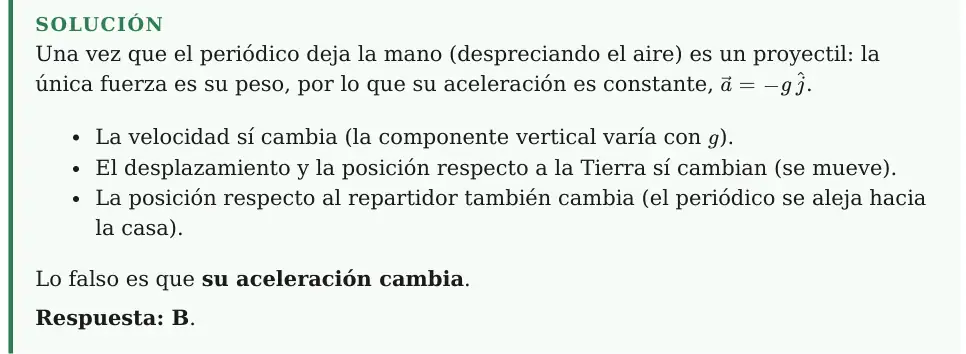 SOLUCIÓN
Una vez que el periódico deja la mano (despreciando el aire) es un proyectil: la
única fuerza es su peso, por lo que su aceleración es constante, $\vec{a} = -g\,\hat{\jmath}$.
• La velocidad sí cambia (la componente vertical varía con $g$).
• El desplazamiento y la posición respecto a la Tierra sí cambian (se mueve).
• La posición respecto al repartidor también cambia (el periódico se aleja hacia
la casa).
Lo falso es que su aceleración cambia.
Respuesta: B.